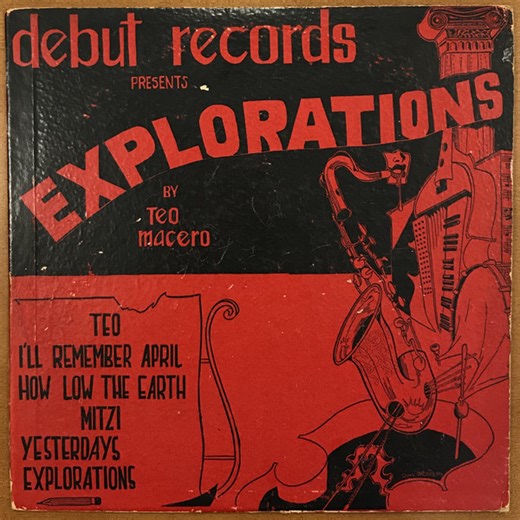 debut records
PRESENTS
EXPLORATIONS
BY
TEO
macero
TEO
I'LL REMEMBER APRIL
HOW LOW THE EARTH
MITZI
YESTERDAYS
EXPLORATIONS